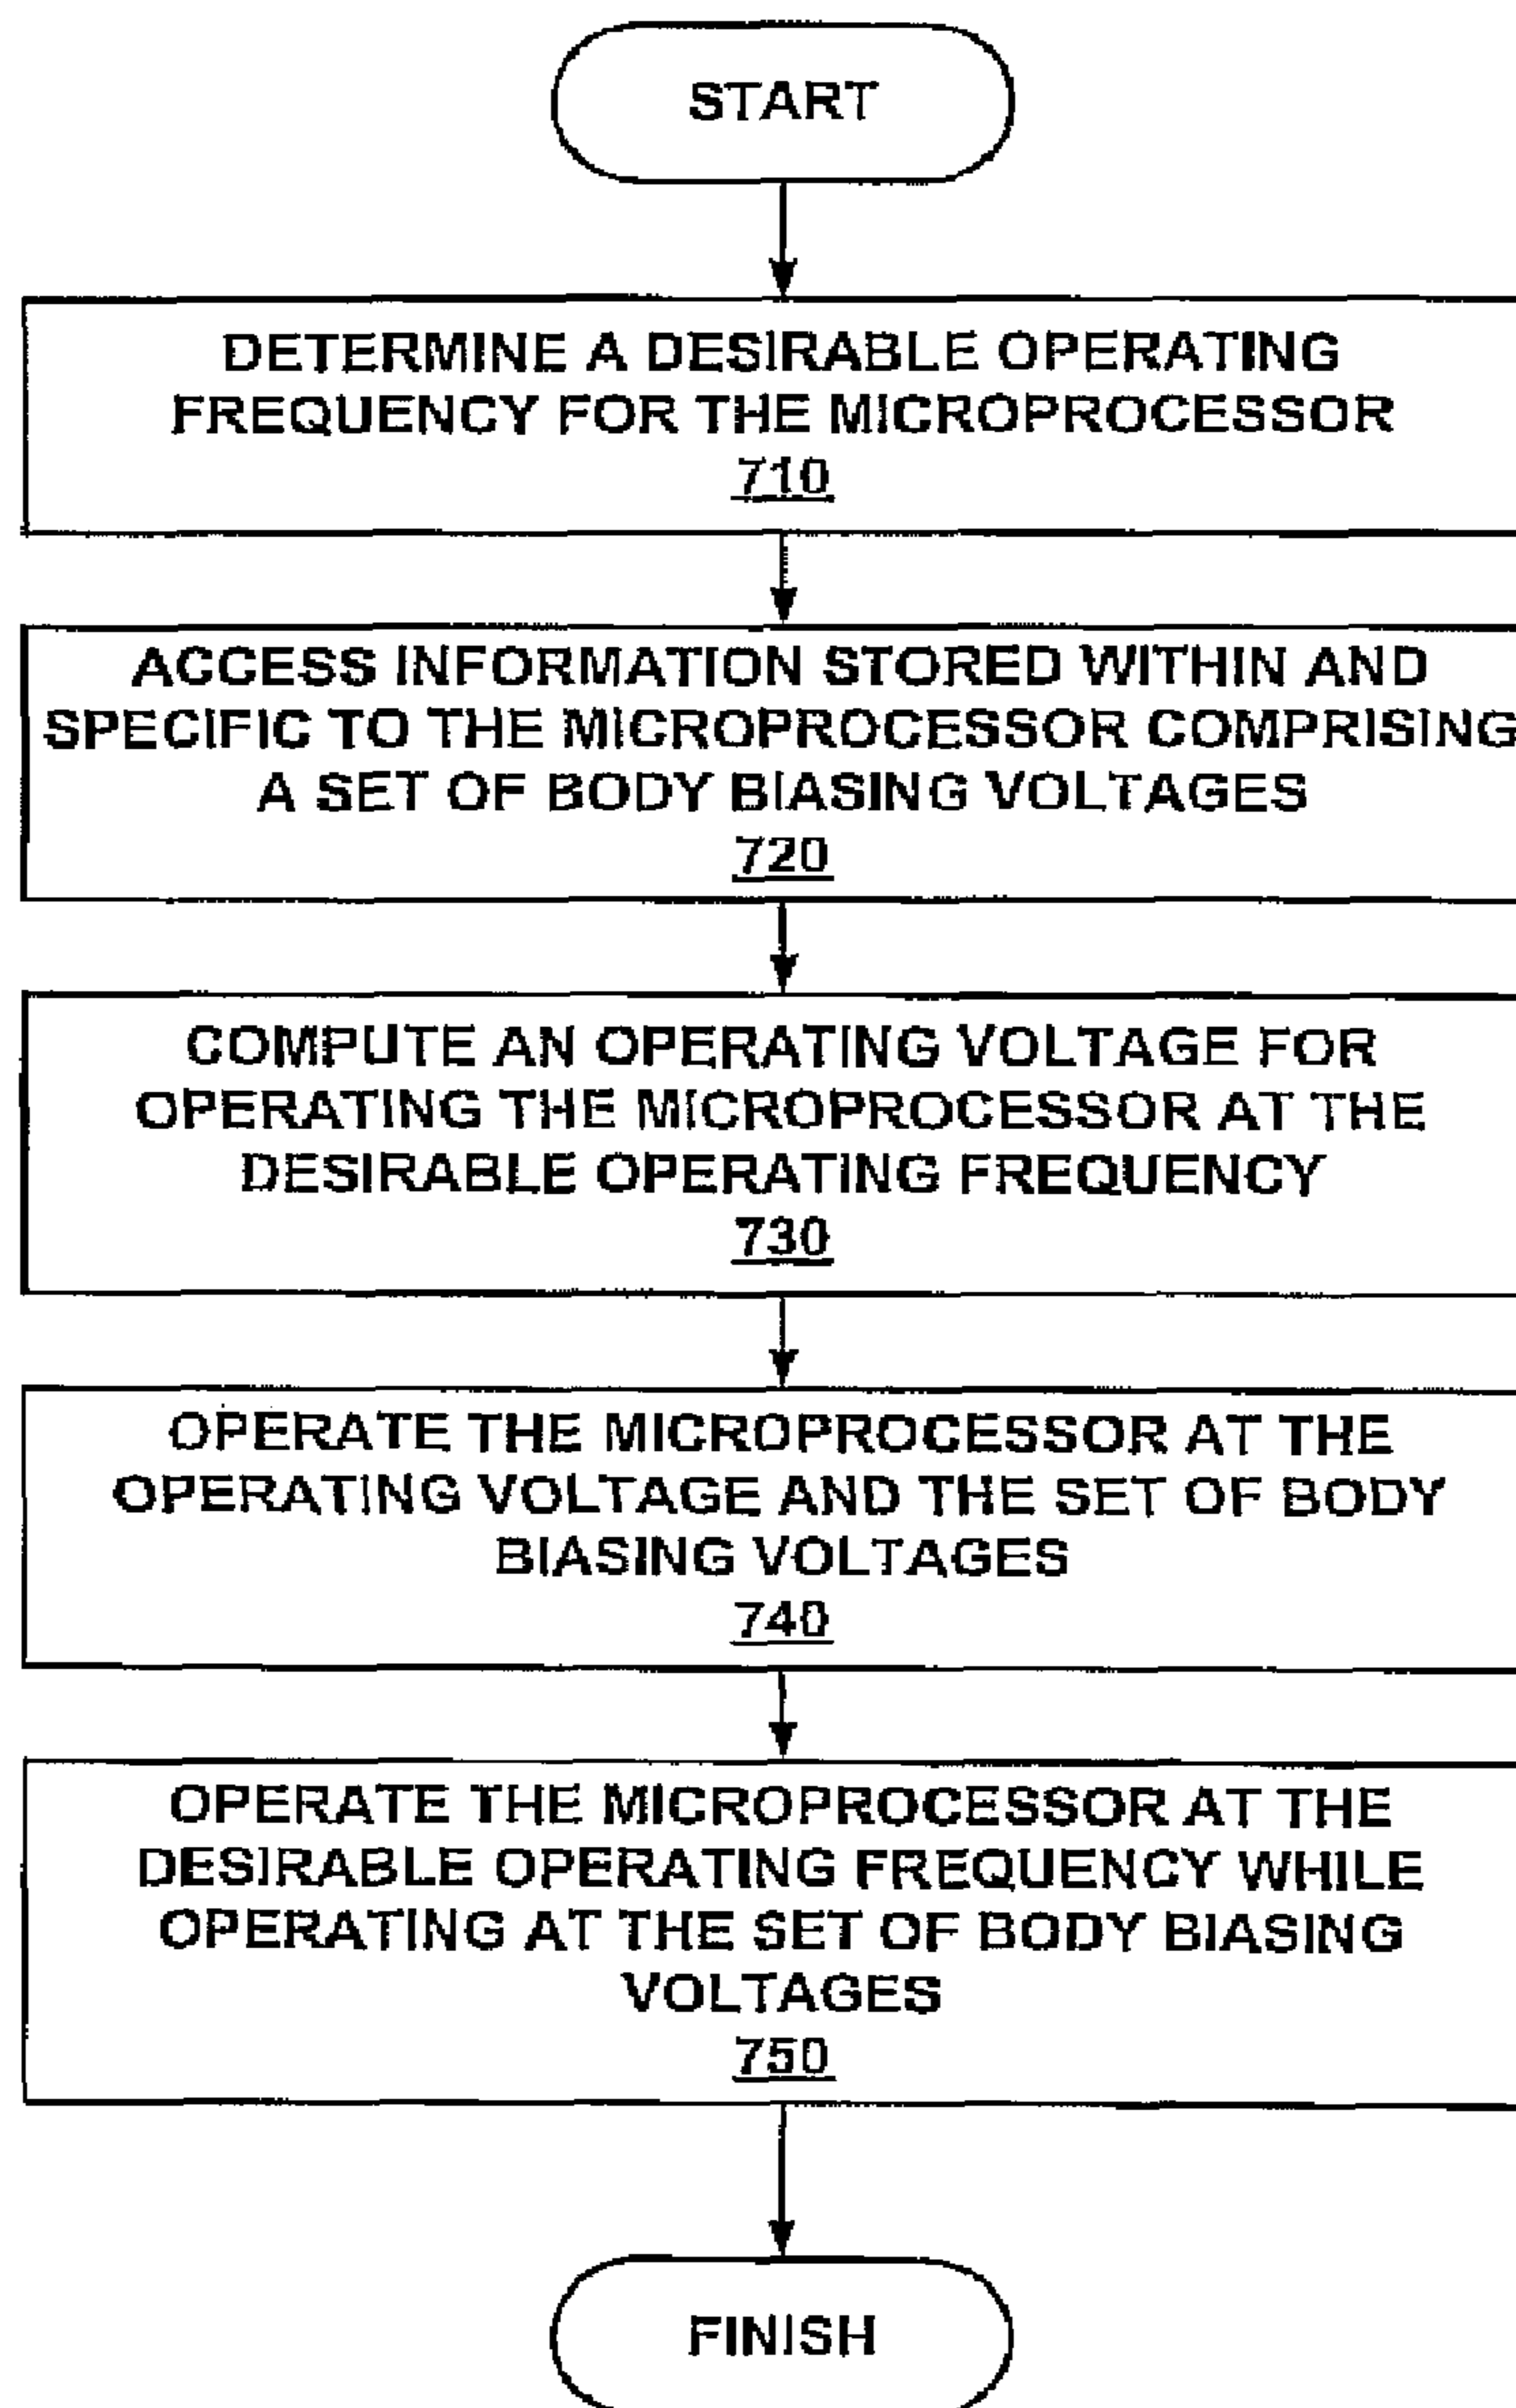 START
DETERMINE A DESIRABLE OPERATING
FREQUENCY FOR THE MICROPROCESSOR
710
ACCESS INFORMATION STORED WITHIN AND
SPECIFIC TO THE MICROPROCESSOR COMPRISING
A SET OF BODY BIASING VOLTAGES
720
COMPUTE AN OPERATING VOLTAGE FOR
OPERATING THE MICROPROCESSOR AT THE
DESIRABLE OPERATING FREQUENCY
730
OPERATE THE MICROPROCESSOR AT THE
OPERATING VOLTAGE AND THE SET OF BODY
BIASING VOLTAGES
740
OPERATE THE MICROPROCESSOR AT THE
DESIRABLE OPERATING FREQUENCY WHILE
OPERATING AT THE SET OF BODY BIASING
VOLTAGES
750
FINISH